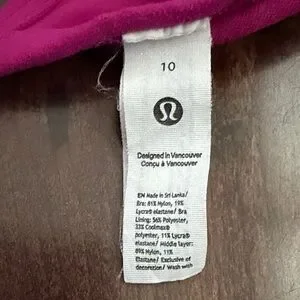 10
Designed in Vancouver
Conçu à Vancouver
EN Made in Sri Lanka/
Bra: 81% Nylon, 19%
Lycra® elastane/ Bra
Lining: 56% Polyester,
33% Coolmax®
polyester, 11% Lycra®
elastane/ Middle layer:
89% Nylon, 11%
Elastane/ Exclusive of
decoration/ Wash with